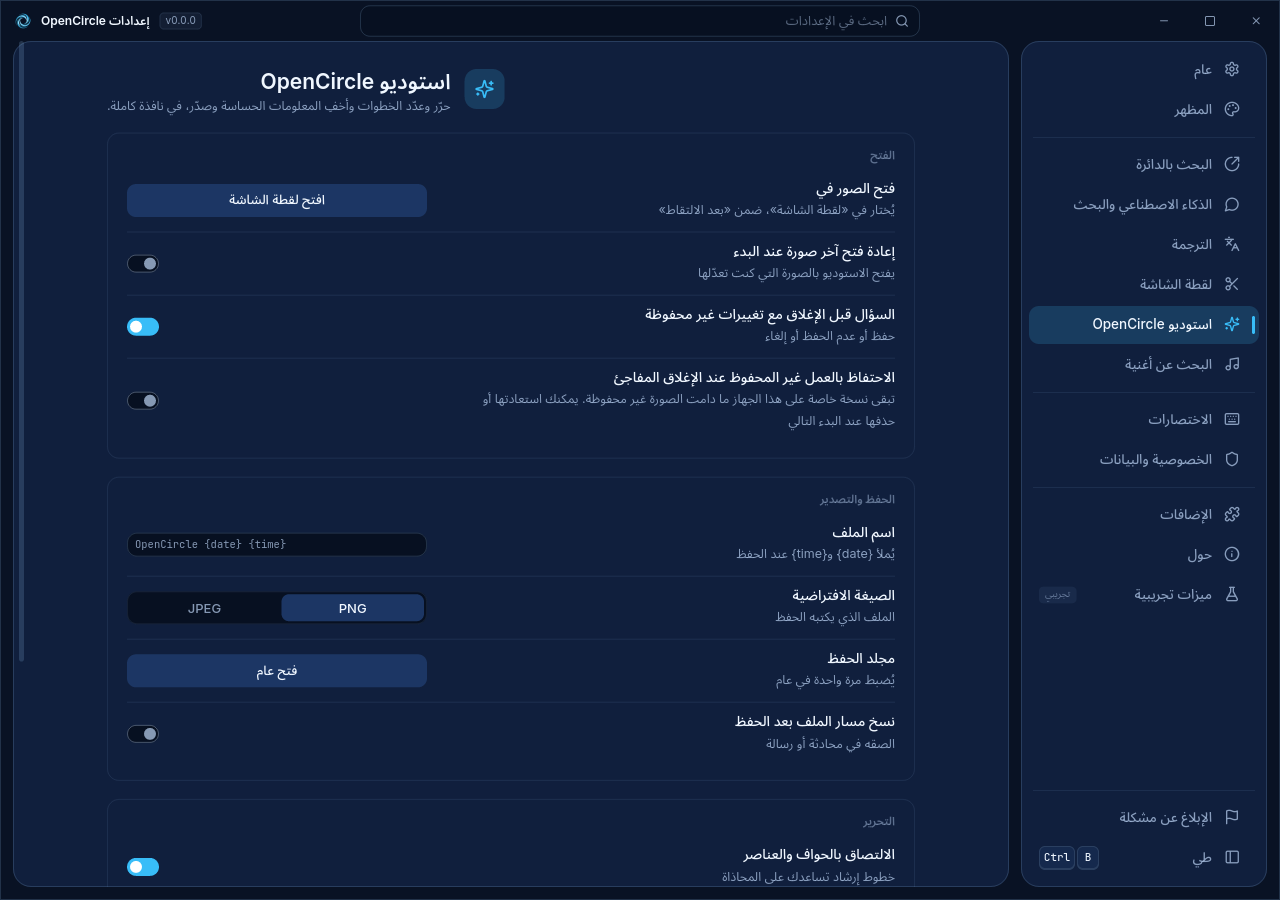 إعدادات OpenCircle
v0.0.0
ابحث في الإعدادات
عام
المظهر
البحث بالدائرة
الذكاء الاصطناعي والبحث
الترجمة
لقطة الشاشة
استوديو OpenCircle
البحث عن أغنية
الاختصارات
الخصوصية والبيانات
الإضافات
حول
ميزات تجريبية
تجريبي
الإبلاغ عن مشكلة
طي
Ctrl B
استوديو OpenCircle
حرّر وعدّد الخطوات وأخفِ المعلومات الحساسة وصدّر، في نافذة كاملة.
الفتح
فتح الصور في
يُختار في «لقطة الشاشة»، ضمن «بعد الالتقاط»
افتح لقطة الشاشة
إعادة فتح آخر صورة عند البدء
يفتح الاستوديو بالصورة التي كنت تعدّلها
السؤال قبل الإغلاق مع تغييرات غير محفوظة
حفظ أو عدم الحفظ أو إلغاء
الاحتفاظ بالعمل غير المحفوظ عند الإغلاق المفاجئ
تبقى نسخة خاصة على هذا الجهاز ما دامت الصورة غير محفوظة. يمكنك استعادتها أو
حذفها عند البدء التالي
الحفظ والتصدير
اسم الملف
يُملأ {date} و{time} عند الحفظ
OpenCircle {date} {time}
الصيغة الافتراضية
الملف الذي يكتبه الحفظ
PNG
JPEG
مجلد الحفظ
يُضبط مرة واحدة في عام
فتح عام
نسخ مسار الملف بعد الحفظ
الصقه في محادثة أو رسالة
التحرير
الالتصاق بالحواف والعناصر
خطوط إرشاد تساعدك على المحاذاة